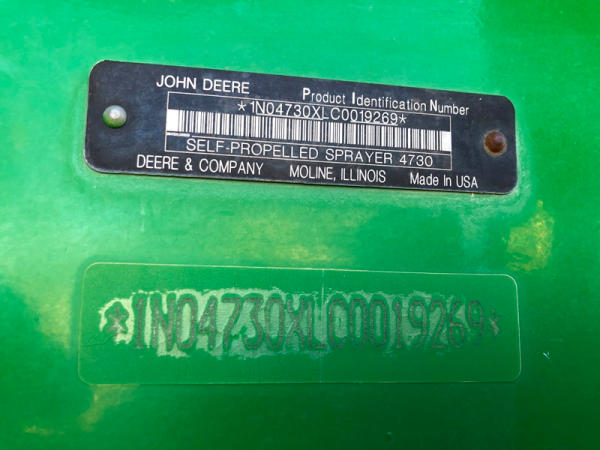 JOHN DEERE Product Identification Number
*1N04730XLC0019269*
SELF-PROPELLED SPRAYER 4730
DEERE & COMPANY MOLINE, ILLINOIS Made In USA
*1N04730XLC0019269*